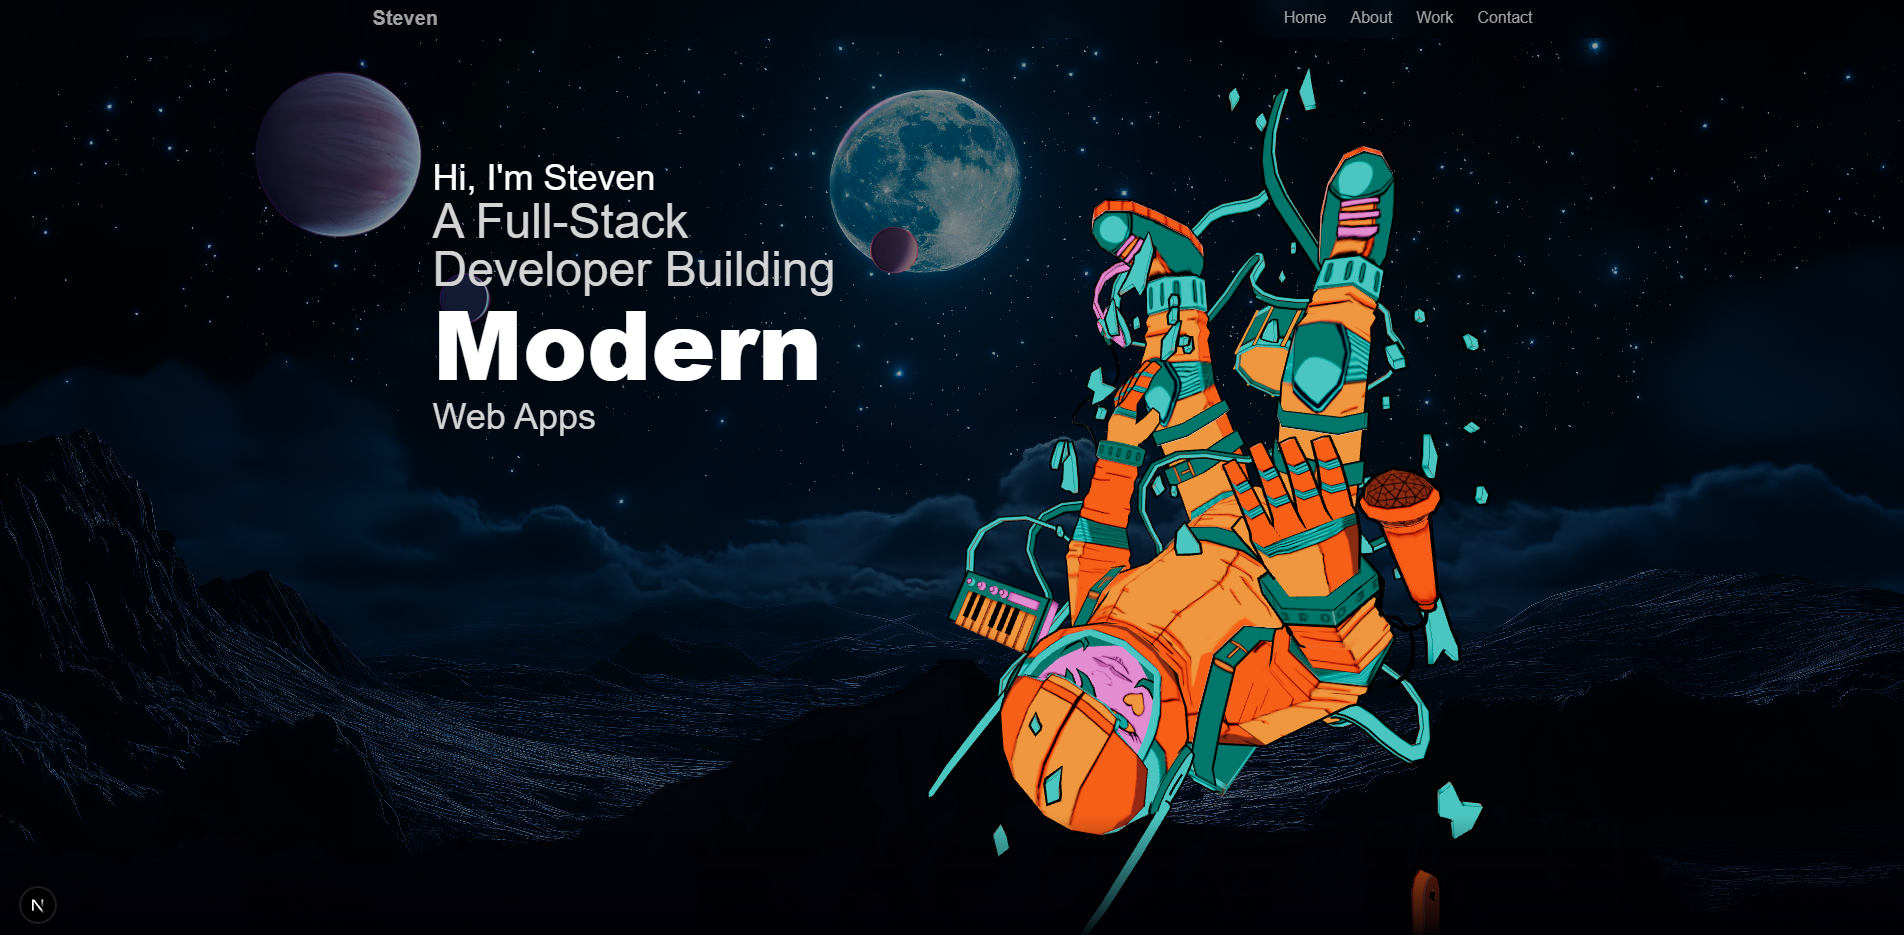 Steven
Home About Work Contact
Hi, I'm Steven
A Full-Stack
Developer Building
Modern
Web Apps
N